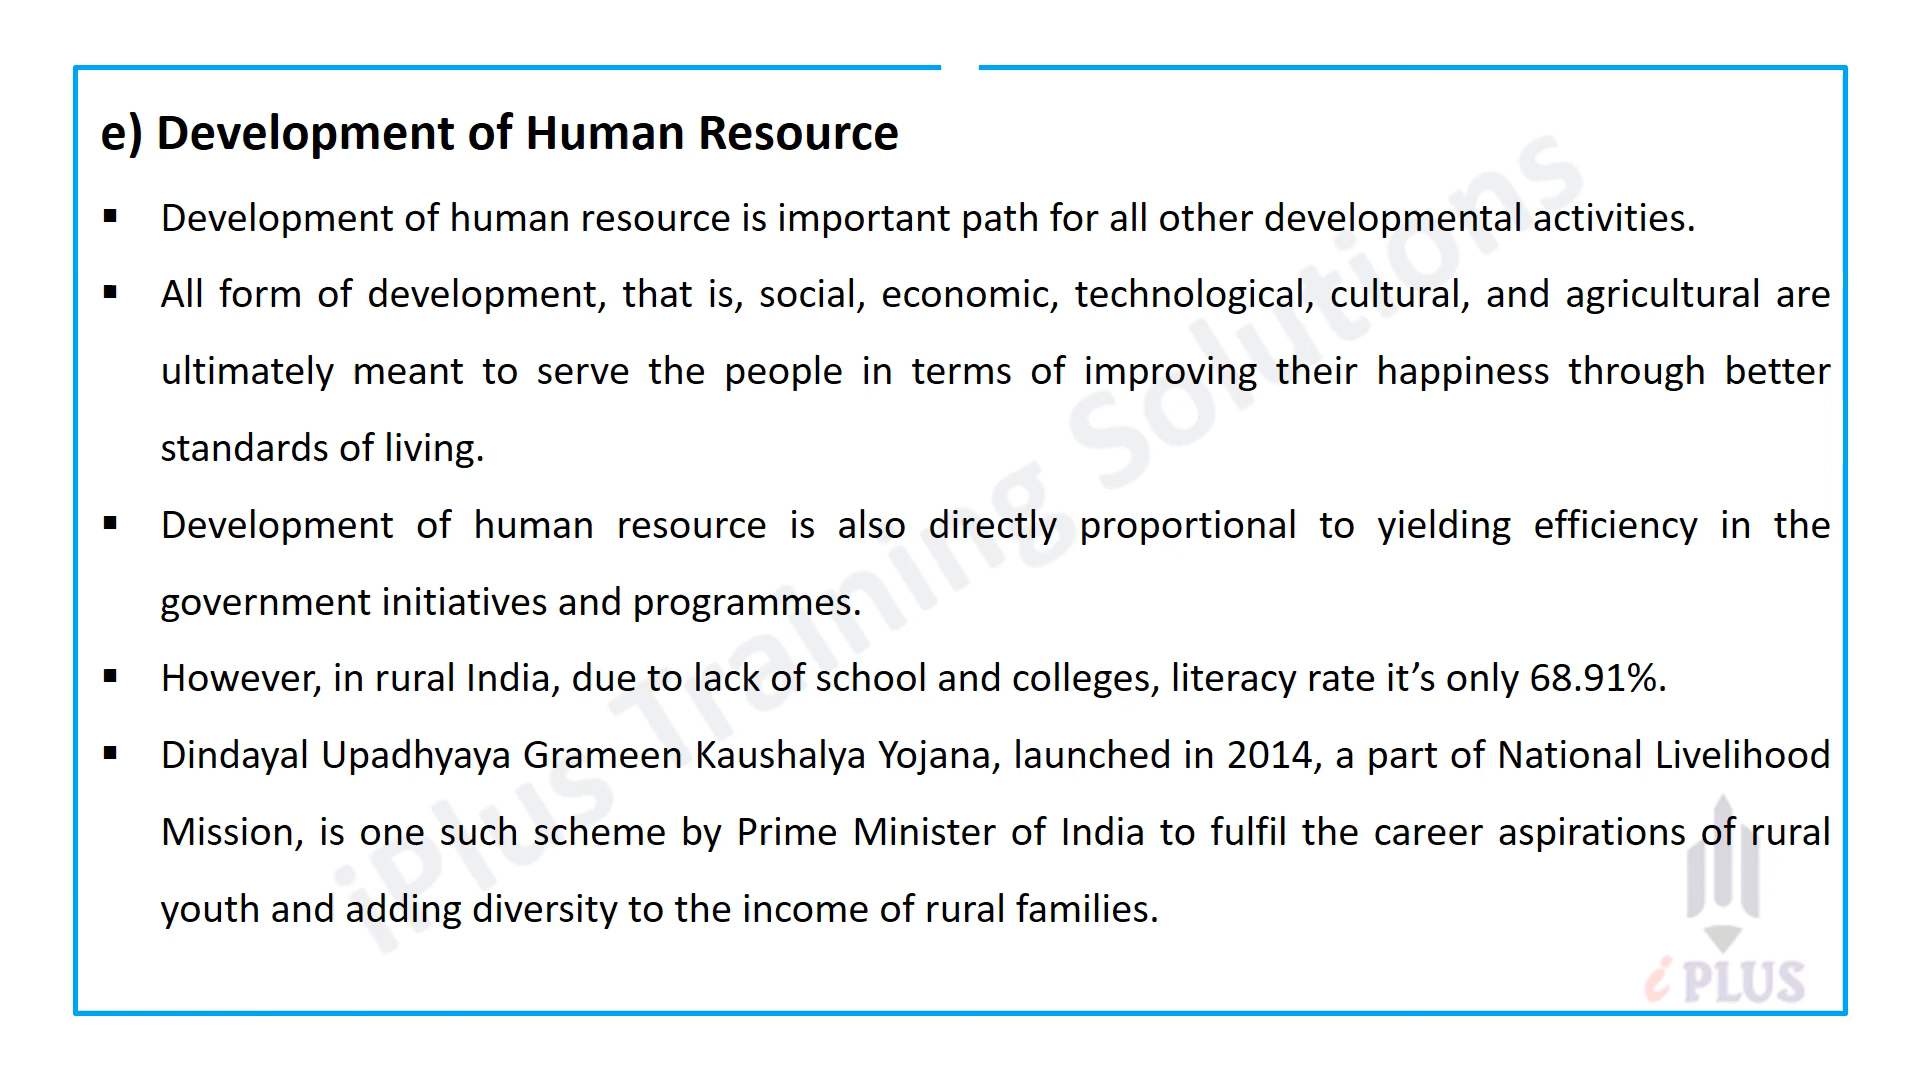 e) Development of Human Resource
▪ Development of human resource is important path for all other developmental activities.
▪ All form of development, that is, social, economic, technological, cultural, and agricultural are
ultimately meant to serve the people in terms of improving their happiness through better
standards of living.
▪ Development of human resource is also directly proportional to yielding efficiency in the
government initiatives and programmes.
▪ However, in rural India, due to lack of school and colleges, literacy rate it’s only 68.91%.
▪ Dindayal Upadhyaya Grameen Kaushalya Yojana, launched in 2014, a part of National Livelihood
Mission, is one such scheme by Prime Minister of India to fulfil the career aspirations of rural
youth and adding diversity to the income of rural families.
iPlus Training Solutions
i PLUS